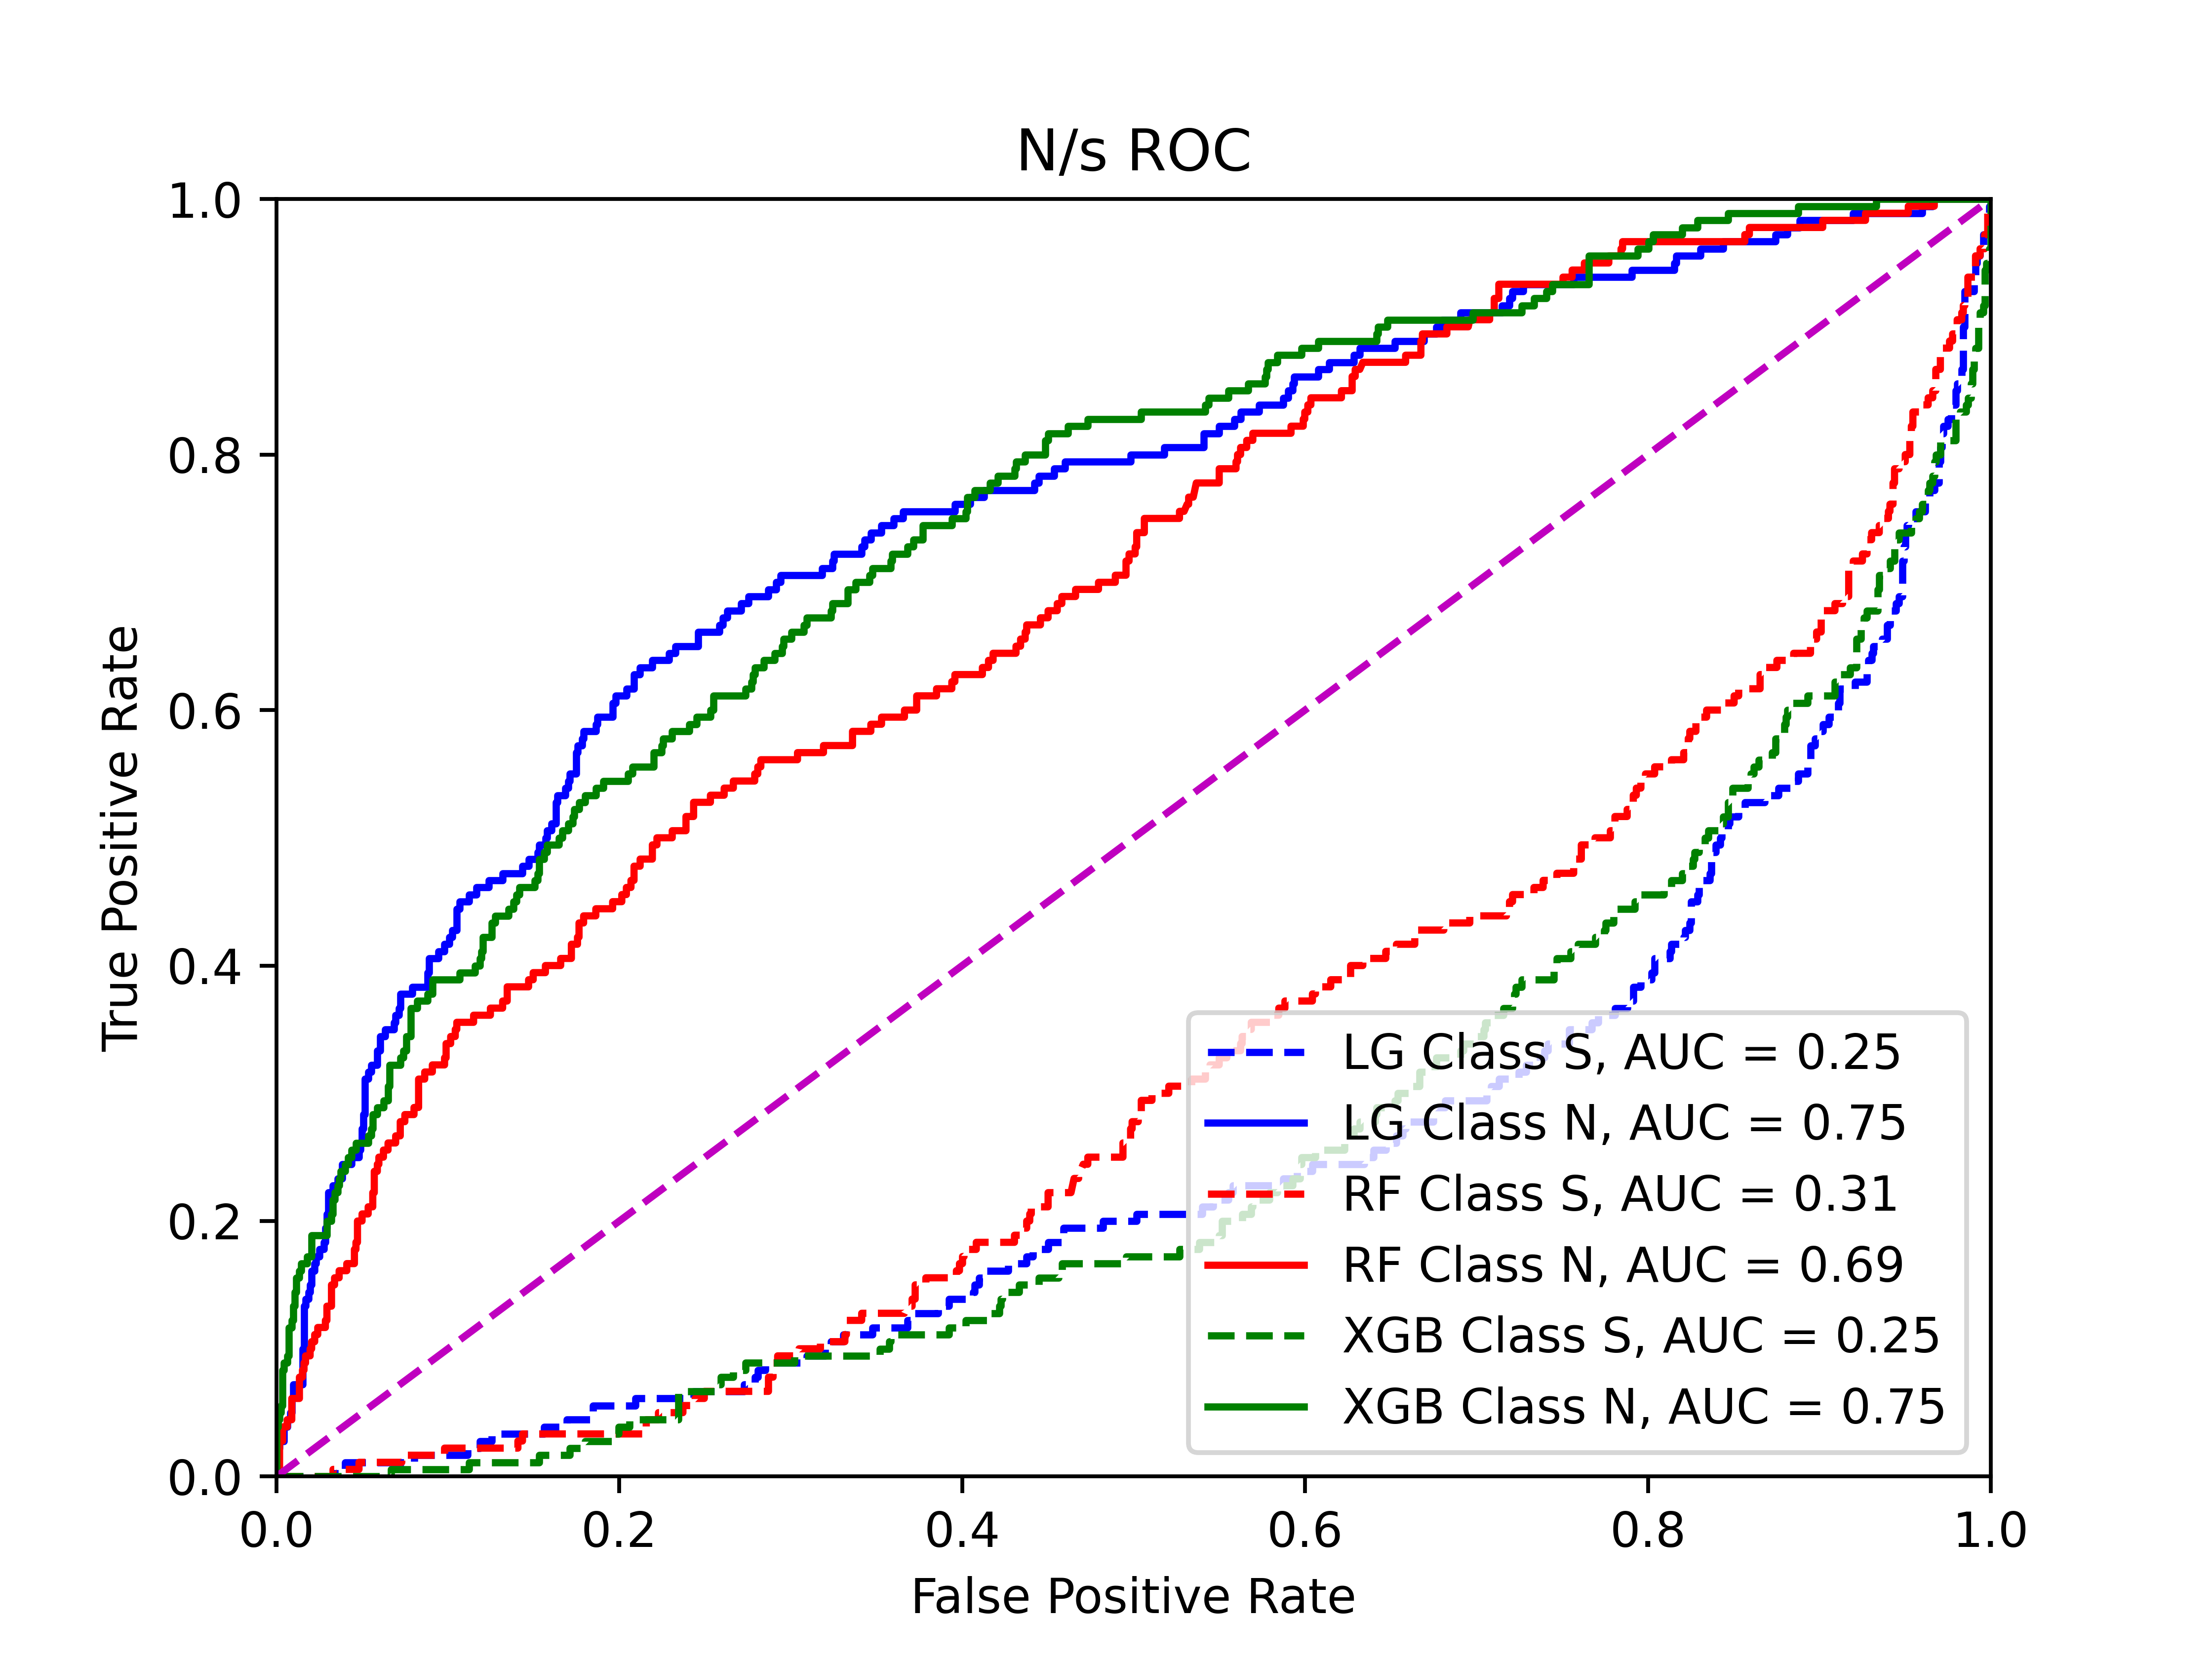 N/s ROC
1.0
0.8
0.6
0.4
0.2
0.0
True Positive Rate
LG Class S, AUC = 0.25
LG Class N, AUC = 0.75
RF Class S, AUC = 0.31
RF Class N, AUC = 0.69
XGB Class S, AUC = 0.25
XGB Class N, AUC = 0.75
0.0 0.2 0.4 0.6 0.8 1.0
False Positive Rate